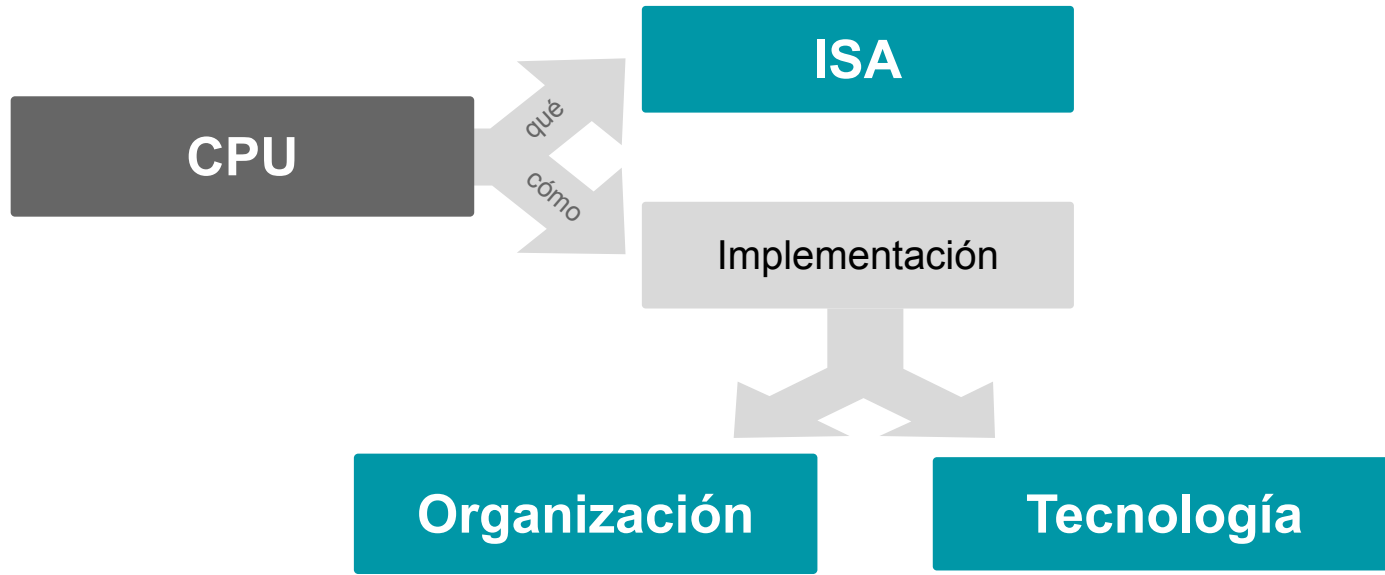 ISA
CPU
qué
cómo
Implementación
Organización
Tecnología